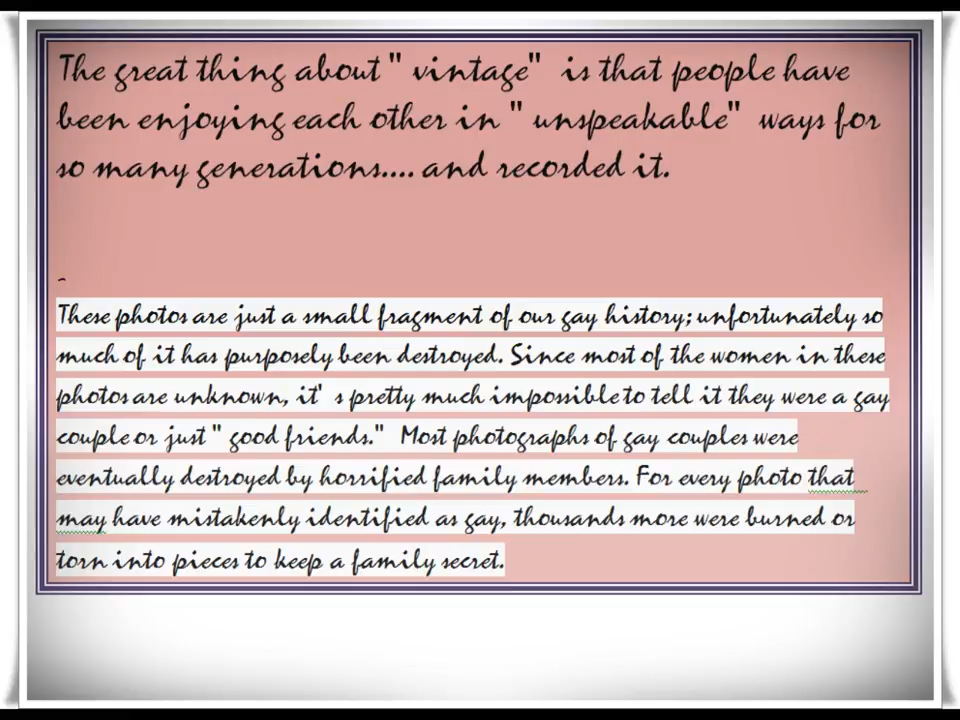 The great thing about " vintage" is that people have
been enjoying each other in " unspeakable" ways for
so many generations.... and recorded it.
These photos are just a small fragment of our gay history; unfortunately so
much of it has purposely been destroyed. Since most of the women in these
photos are unknown, it' s pretty much impossible to tell it they were a gay
couple or just " good friends." Most photographs of gay couples were
eventually destroyed by horrified family members. For every photo that
may have mistakenly identified as gay, thousands more were burned or
torn into pieces to keep a family secret.